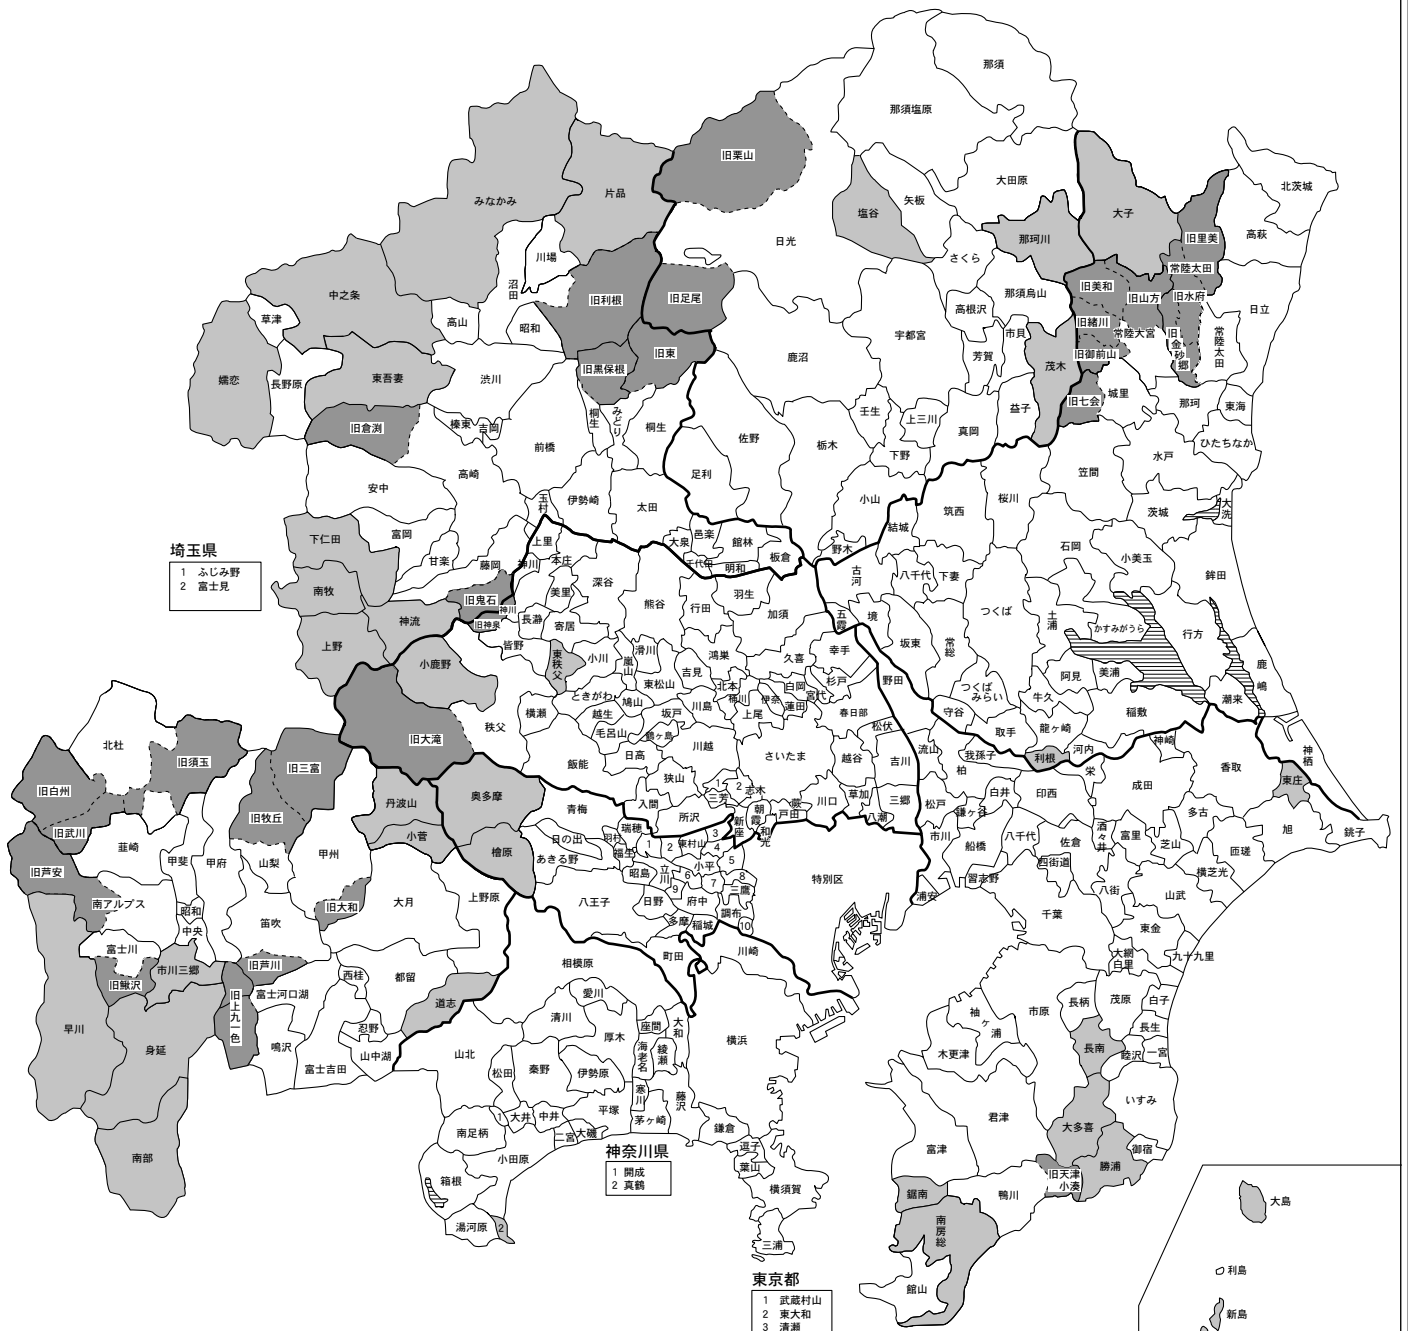 那須
那須塩原
旧栗山
大田原
北茨城
みなかみ
片品
塩谷
矢板
大子
旧里美
高萩
日光
那珂川
川場
さくら
常陸太田
沼田
中之条
旧利根
旧足尾
那須烏山
旧美和
旧山方
旧水府
日立
草津
高山
昭和
高根沢
市貝
旧緒川
常陸大宮
旧金砂郷
常陸太田
宇都宮
嬬恋
長野原
東吾妻
渋川
旧黒保根
旧東
鹿沼
芳賀
茂木
旧御前山
旧七会
城里
那珂
東海
旧倉渕
榛東
吉岡
前橋
桐生
みどり
桐生
佐野
栃木
壬生
上三川
真岡
益子
ひたちなか
水戸
笠間
高崎
足利
下野
安中
玉村
伊勢崎
太田
小山
筑西
桜川
茨城
大洗
富岡
結城
下仁田
大泉
邑楽
館林
板倉
野木
石岡
小美玉
埼玉県
1 ふじみ野
2 富士見
甘楽
藤岡
上里
神川
本庄
千代田
明和
古河
八千代
下妻
鉾田
南牧
旧鬼石
神川
美里
深谷
熊谷
行田
羽生
加須
つくば
土浦
かすみがうら
行方
神流
旧神泉
長瀞
寄居
五霞
境
坂東
常総
上野
小鹿野
皆野
東秩父
小川
嵐山
滑川
吉見
鴻巣
久喜
幸手
阿見
美浦
鹿嶋
東松山
北本
桶川
伊奈
白岡
宮代
杉戸
野田
つくばみらい
牛久
潮来
ときがわ
鳩山
川島
上尾
蓮田
春日部
守谷
龍ヶ崎
稲敷
旧大滝
秩父
横瀬
越生
毛呂山
坂戸
鶴ヶ島
さいたま
松伏
取手
神栖
北杜
旧須玉
旧三富
飯能
日高
川越
越谷
吉川
流山
我孫子
利根
河内
神崎
香取
東庄
旧白州
旧武川
旧牧丘
丹波山
奥多摩
青梅
入間
狭山
1
2
三芳
志木
所沢
川口
草加
三郷
柏
白井
印西
栄
成田
多古
旭
銚子
韮崎
甲斐
甲府
山梨
甲州
小菅
檜原
瑞穂
新座
朝霞
和光
蕨
戸田
八潮
松戸
鎌ヶ谷
酒々井
富里
芝山
匝瑳
旧芦安
日の出
羽村
福生
あきる野
1
2
東村山
3
4
5
市川
船橋
八千代
佐倉
横芝光
南アルプス
昭和
中央
旧大和
大月
上野原
昭島
立川
小平
6
7
8
9
三鷹
特別区
習志野
四街道
八街
山武
笛吹
八王子
日野
府中
調布
10
浦安
千葉
東金
富士川
市川三郷
旧芦川
多摩
稲城
大網白里
九十九里
旧鰍沢
旧上九一色
富士河口湖
西桂
都留
相模原
町田
川崎
道志
愛川
市原
長柄
茂原
白子
早川
身延
鳴沢
忍野
山中湖
富士吉田
山北
清川
厚木
座間
大和
横浜
袖ヶ浦
木更津
長南
長生
睦沢
一宮
松田
秦野
伊勢原
海老名
綾瀬
寒川
藤沢
いすみ
南部
1
大井
中井
平塚
茅ヶ崎
君津
大多喜
南足柄
二宮
大磯
鎌倉
富津
御宿
小田原
神奈川県
1 開成
2 真鶴
逗子
葉山
勝浦
箱根
横須賀
鋸南
鴨川
旧天津小湊
湯河原
2
三浦
南房総
大島
東京都
1 武蔵村山
2 東大和
3 清瀬
館山
利島
新島